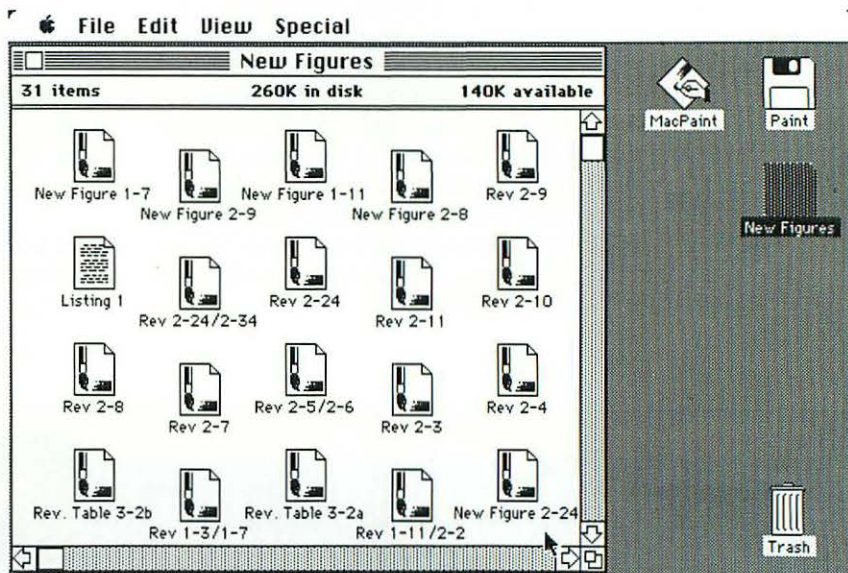 File Edit View Special
New Figures
31 items 260K in disk 140K available
New Figure 1-7 New Figure 1-11 Rev 2-9
New Figure 2-9 New Figure 2-8
Listing 1 Rev 2-24 Rev 2-10
Rev 2-24/2-34 Rev 2-11
Rev 2-8 Rev 2-5/2-6 Rev 2-4
Rev 2-7 Rev 2-3
Rev. Table 3-2b Rev. Table 3-2a New Figure 2-24
Rev 1-3/1-7 Rev 1-11/2-2
MacPaint Paint
New Figures
Trash